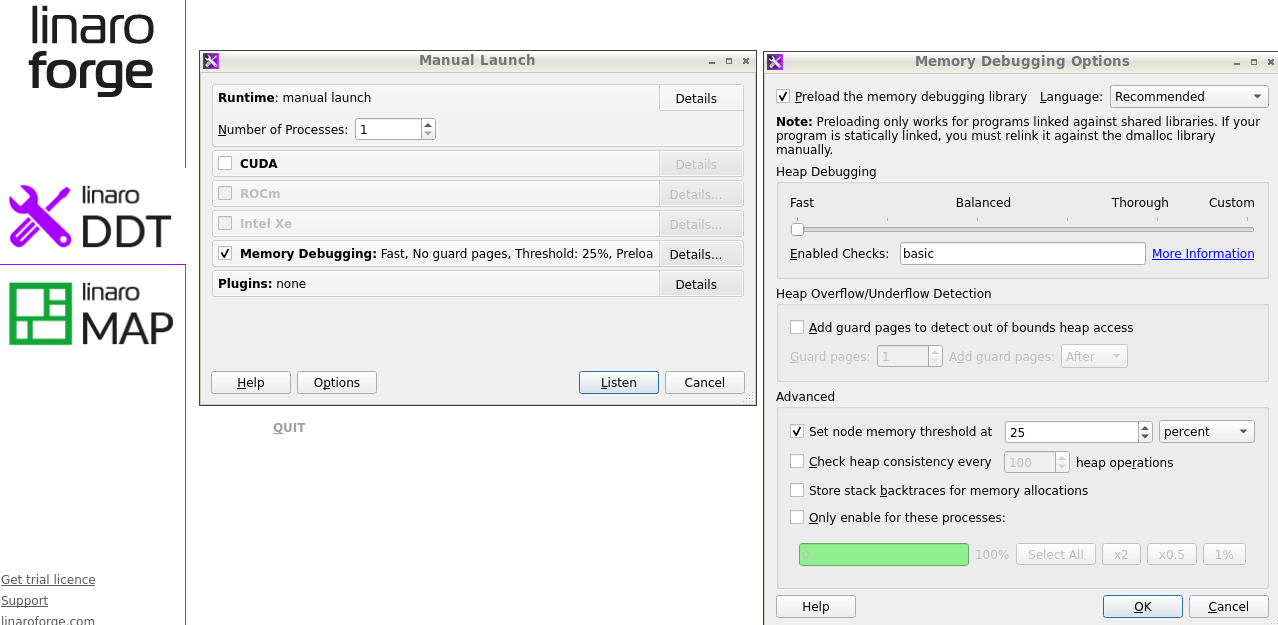 linaro
forge
linaro
DDT
linaro
MAP
Get trial licence
Support
linaroforge.com
Manual Launch
Runtime: manual launch
Details
Number of Processes: 1
CUDA
Details
ROCm
Details...
Intel Xe
Details...
Memory Debugging: Fast, No guard pages, Threshold: 25%, Preloa
Details...
Plugins: none
Details
Help
Options
Listen
Cancel
QUIT
Memory Debugging Options
Preload the memory debugging library Language: Recommended
Note: Preloading only works for programs linked against shared libraries. If your
program is statically linked, you must relink it against the dmalloc library
manually.
Heap Debugging
Fast Balanced Thorough Custom
Enabled Checks: basic More Information
Heap Overflow/Underflow Detection
Add guard pages to detect out of bounds heap access
Guard pages: 1 Add guard pages: After
Advanced
Set node memory threshold at 25 percent
Check heap consistency every 100 heap operations
Store stack backtraces for memory allocations
Only enable for these processes:
0 100% Select All x2 x0.5 1%
Help OK Cancel